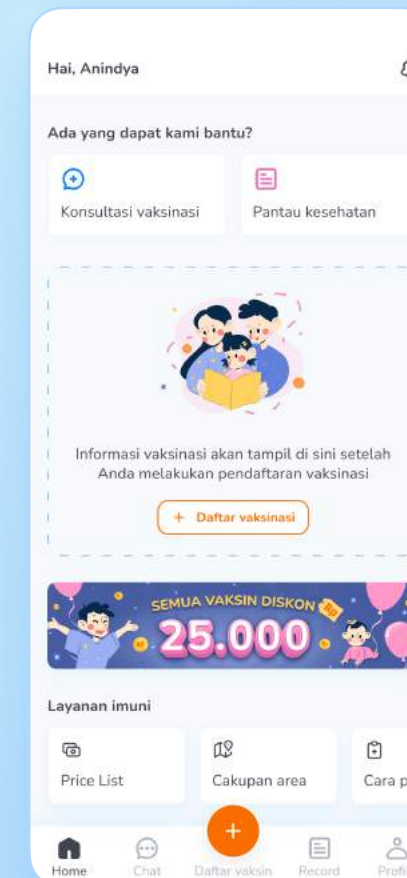 Hai, Anindya
Ada yang dapat kami bantu?
Konsultasi vaksinasi
Pantau kesehatan
Informasi vaksinasi akan tampil di sini setelah
Anda melakukan pendaftaran vaksinasi
+ Daftar vaksinasi
SEMUA VAKSIN DISKON
Rp
25.000
Layanan imuni
Price List
Cakupan area
Cara p
Home
Chat
Daftar vaksin
Record
Profil